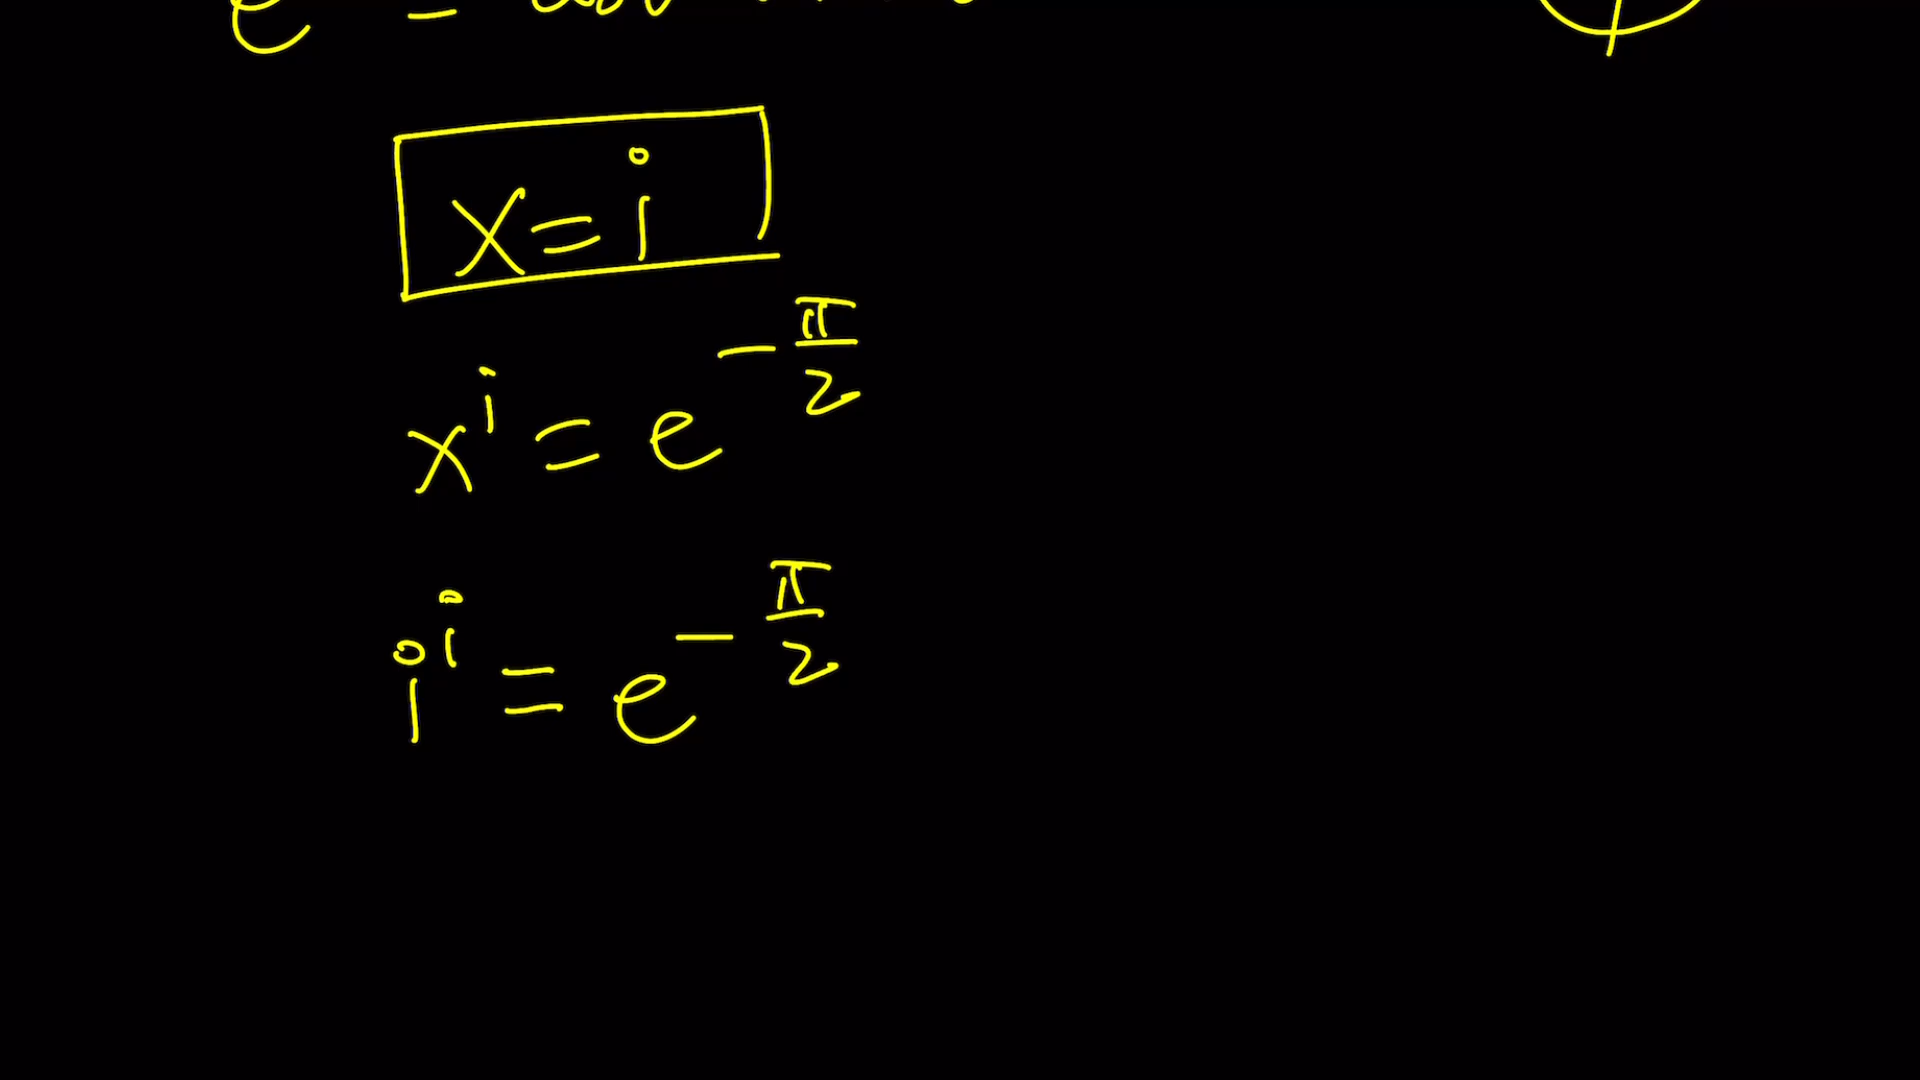 e =
x=i
x^i = e^{-π/2}
i^i = e^{-π/2}